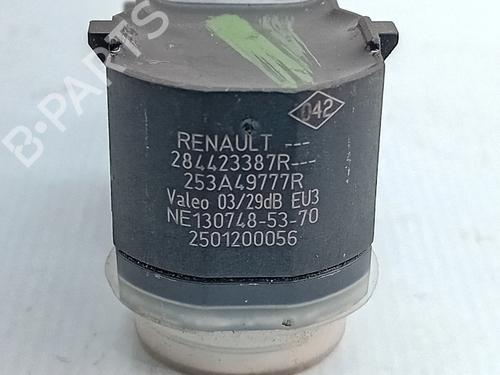 B-PARTS
042
RENAULT ---
284423387R---
253A49777R
Valeo 03/29dB EU3
NE130748-53-70
2501200056